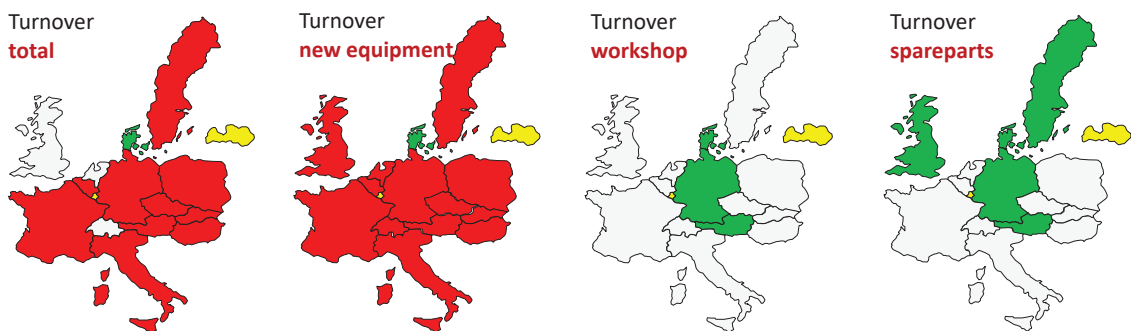 Turnover
total
Turnover
new equipment
Turnover
workshop
Turnover
spareparts